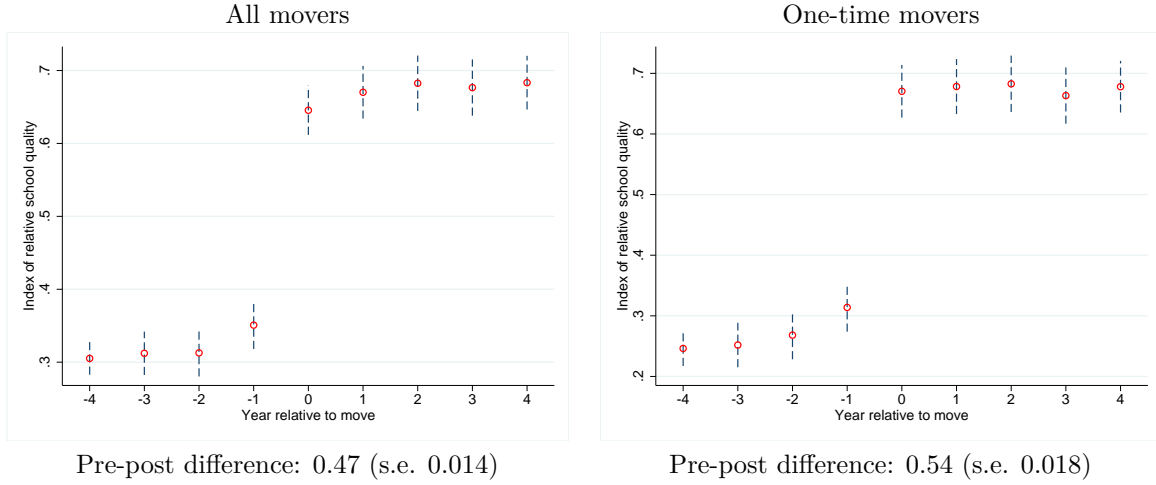 All movers
Index of relative school quality
.7
.6
.5
.4
.3
-4 -3 -2 -1 0 1 2 3 4
Year relative to move
Pre-post difference: 0.47 (s.e. 0.014)
One-time movers
Index of relative school quality
.7
.6
.5
.4
.3
.2
-4 -3 -2 -1 0 1 2 3 4
Year relative to move
Pre-post difference: 0.54 (s.e. 0.018)